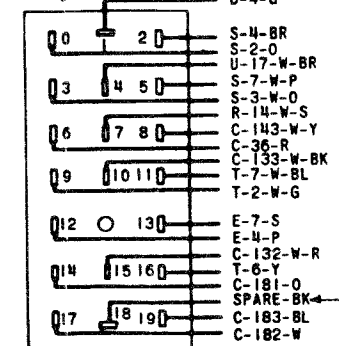 0 2 S-4-BR
S-2-O
U-17-W-BR
3 4 5 S-7-W-P
S-3-W-O
R-14-W-S
6 7 8 C-143-W-Y
C-36-R
C-133-W-BK
9 10 11 T-7-W-BL
T-2-W-G
12 13 E-7-S
E-4-P
C-132-W-R
14 15 16 T-6-Y
C-181-O
SPARE-BK
17 18 19 C-183-BL
C-182-W